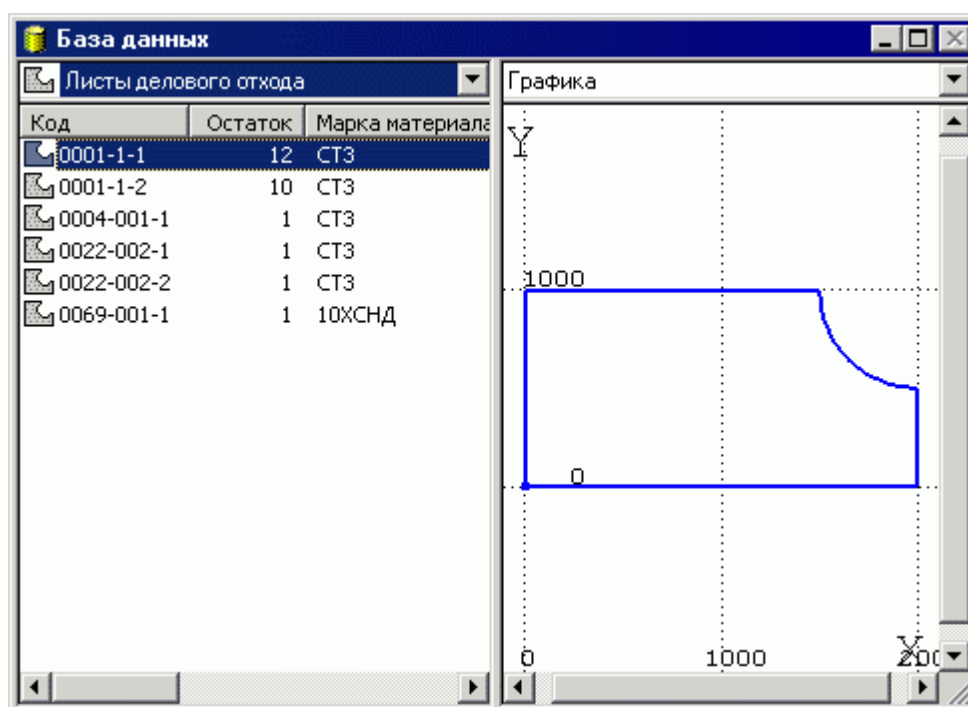 База данных
Листы делового отхода
Графика
Код Остаток Марка материала
0001-1-1 12 СТ3
0001-1-2 10 СТ3
0004-001-1 1 СТ3
0022-002-1 1 СТ3
0022-002-2 1 СТ3
0069-001-1 1 10ХСНД
Y
1000
0
0 1000 X